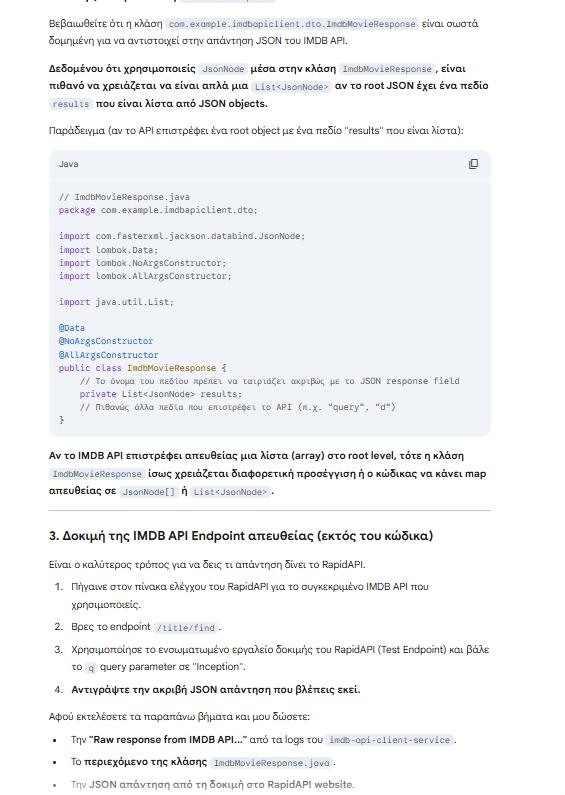 Βεβαιωθείτε ότι η κλάση com.example.imdbapiclient.dto.ImdbMovieResponse είναι σωστά
δομημένη για να αντιστοιχεί στην απάντηση JSON του IMDB API.
Δεδομένου ότι χρησιμοποιείς JsonNode μέσα στην κλάση ImdbMovieResponse, είναι
πιθανό να χρειάζεται να είναι απλά μια List<JsonNode> αν το root JSON έχει ένα πεδίο
results που είναι λίστα από JSON objects.
Παράδειγμα (αν το API επιστρέφει ένα root object με ένα πεδίο "results" που είναι λίστα):
Java
// ImdbMovieResponse.java
package com.example.imdbapiclient.dto;
import com.fasterxml.jackson.databind.JsonNode;
import lombok.Data;
import lombok.NoArgsConstructor;
import lombok.AllArgsConstructor;
import java.util.List;
@Data
@NoArgsConstructor
@AllArgsConstructor
public class ImdbMovieResponse {
// Το όνομα του πεδίου πρέπει να ταιριάζει ακριβώς με το JSON response field
private List<JsonNode> results;
// Πιθανώς άλλα πεδία που επιστρέφει το API (π.χ. "query", "d")
}
Αν το IMDB API επιστρέφει απευθείας μια λίστα (array) στο root level, τότε η κλάση
ImdbMovieResponse ίσως χρειάζεται διαφορετική προσέγγιση ή ο κώδικας να κάνει map
απευθείας σε JsonNode[] ή List<JsonNode>.
3. Δοκιμή της IMDB API Endpoint απευθείας (εκτός του κώδικα)
Είναι ο καλύτερος τρόπος για να δεις τι απάντηση δίνει το RapidAPI.
1. Πήγαινε στον πίνακα ελέγχου του RapidAPI για το συγκεκριμένο IMDB API που
χρησιμοποιείς.
2. Βρες το endpoint /title/find.
3. Χρησιμοποίησε το ενσωματωμένο εργαλείο δοκιμής του RapidAPI (Test Endpoint) και βάλε
το q query parameter σε "Inception".
4. Αντιγράψτε την ακριβή JSON απάντηση που βλέπεις εκεί.
Αφού εκτελέσετε τα παραπάνω βήματα και μου δώσετε:
• Την "Raw response from IMDB API..." από τα logs του imdb-api-client-service.
• Το περιεχόμενο της κλάσης ImdbMovieResponse.java.
• Την JSON απάντηση από τη δοκιμή στο RapidAPI website.